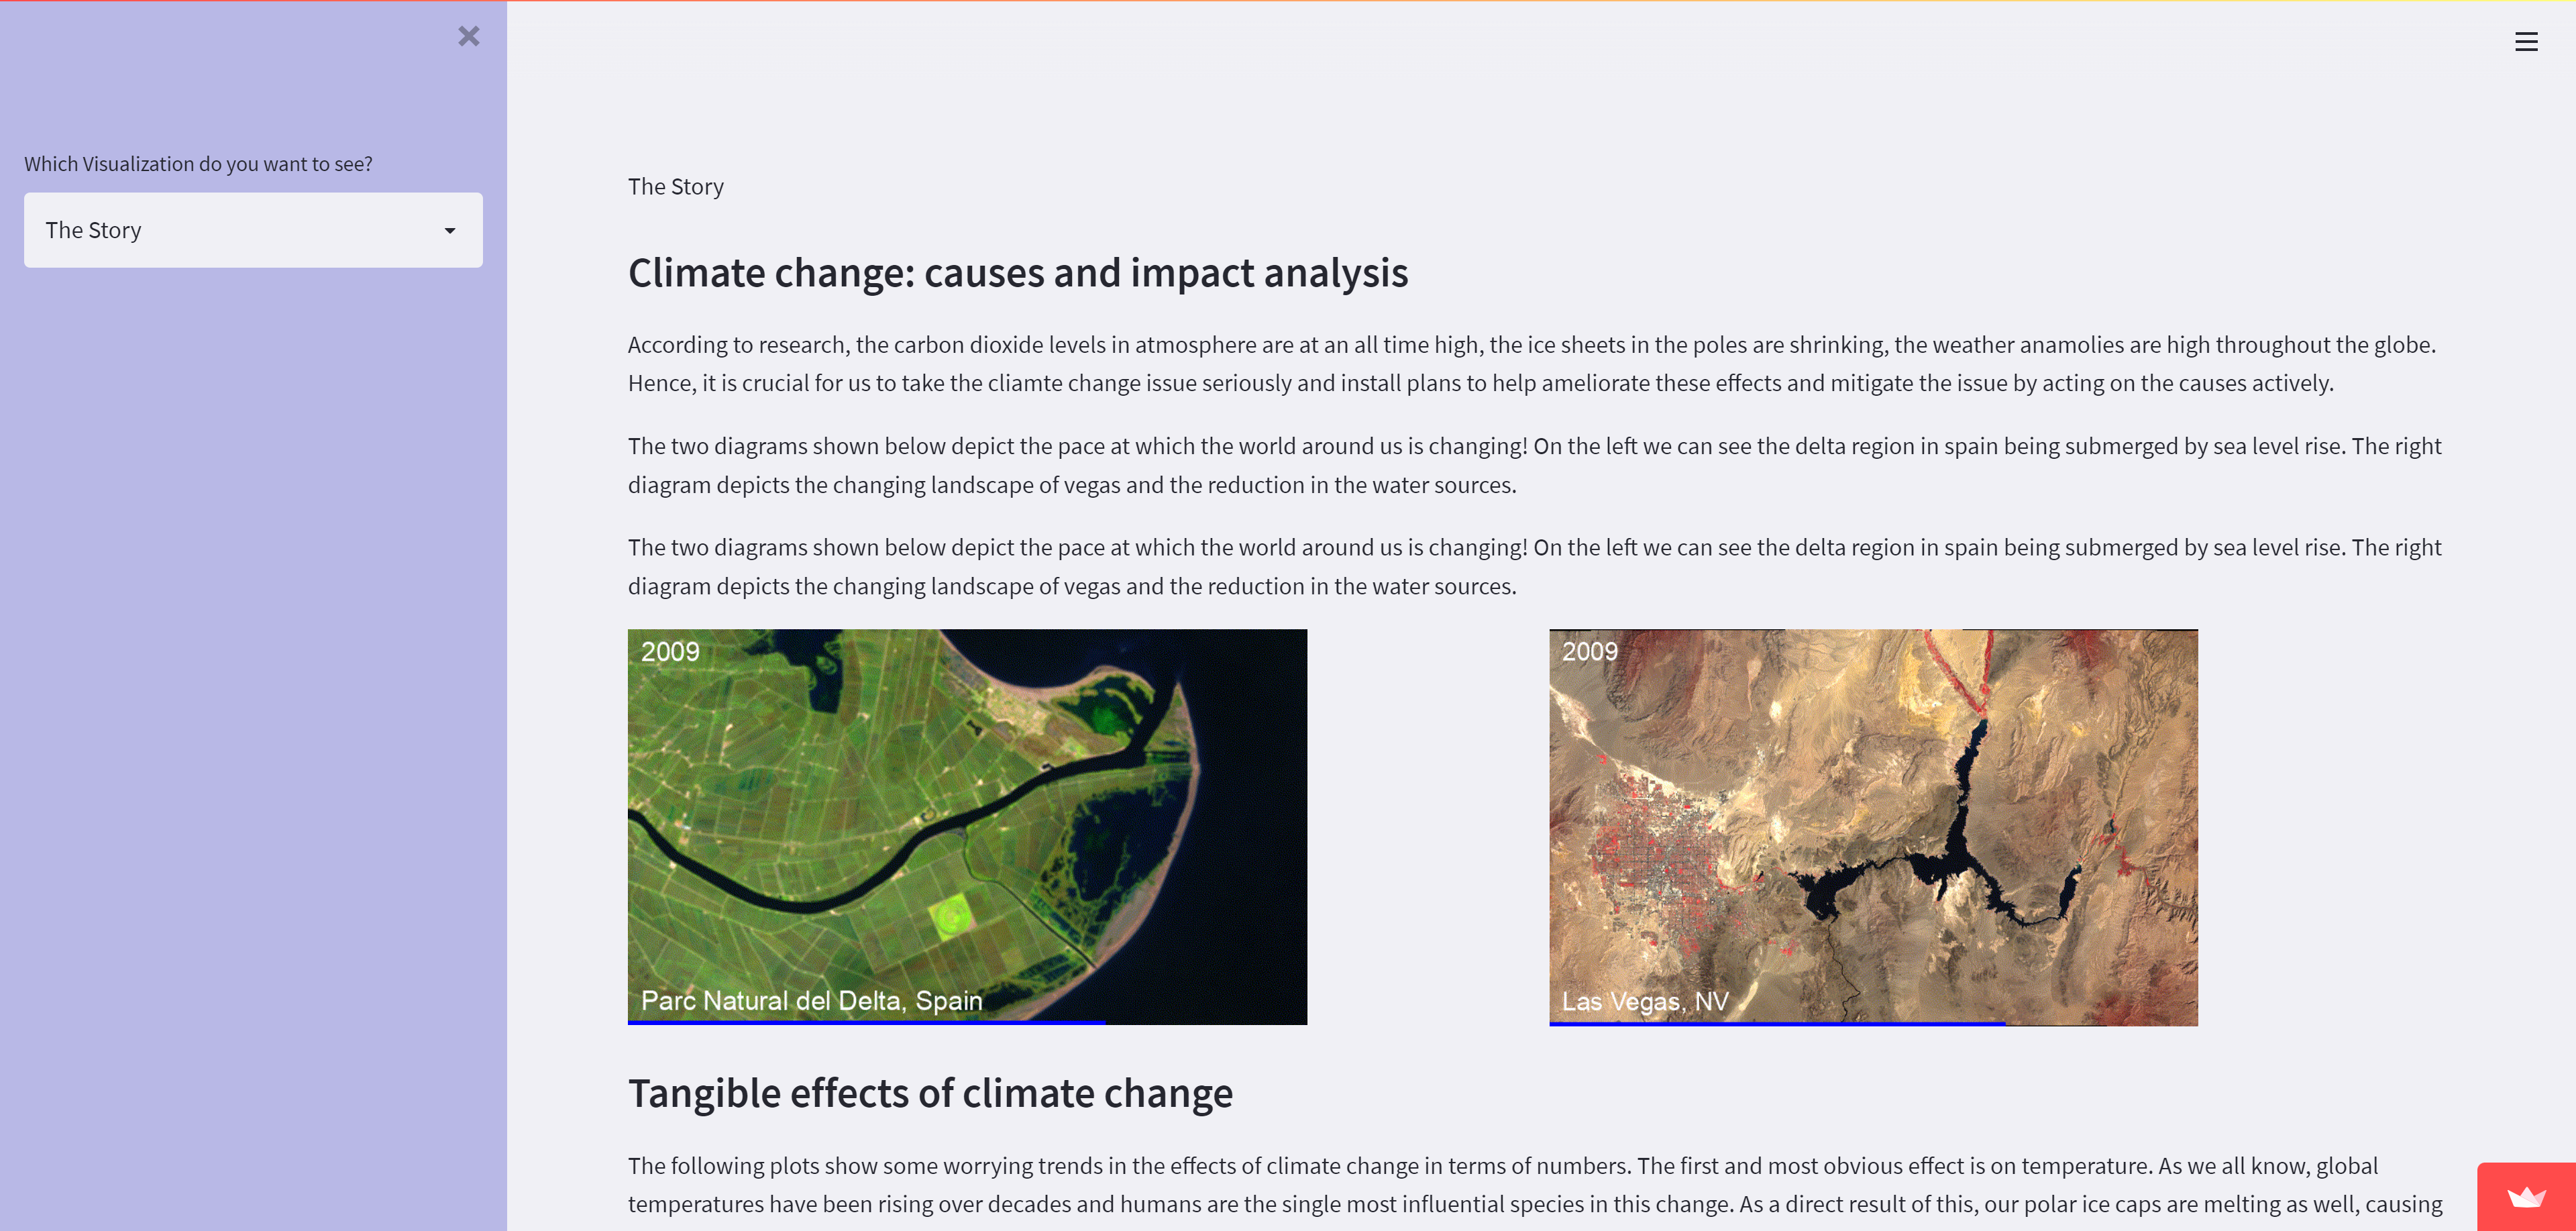 Which Visualization do you want to see?
The Story
The Story
Climate change: causes and impact analysis
According to research, the carbon dioxide levels in atmosphere are at an all time high, the ice sheets in the poles are shrinking, the weather anamolies are high throughout the globe.
Hence, it is crucial for us to take the cliamte change issue seriously and install plans to help ameliorate these effects and mitigate the issue by acting on the causes actively.
The two diagrams shown below depict the pace at which the world around us is changing! On the left we can see the delta region in spain being submerged by sea level rise. The right
diagram depicts the changing landscape of vegas and the reduction in the water sources.
The two diagrams shown below depict the pace at which the world around us is changing! On the left we can see the delta region in spain being submerged by sea level rise. The right
diagram depicts the changing landscape of vegas and the reduction in the water sources.
2009
Parc Natural del Delta, Spain
2009
Las Vegas, NV
Tangible effects of climate change
The following plots show some worrying trends in the effects of climate change in terms of numbers. The first and most obvious effect is on temperature. As we all know, global
temperatures have been rising over decades and humans are the single most influential species in this change. As a direct result of this, our polar ice caps are melting as well, causing